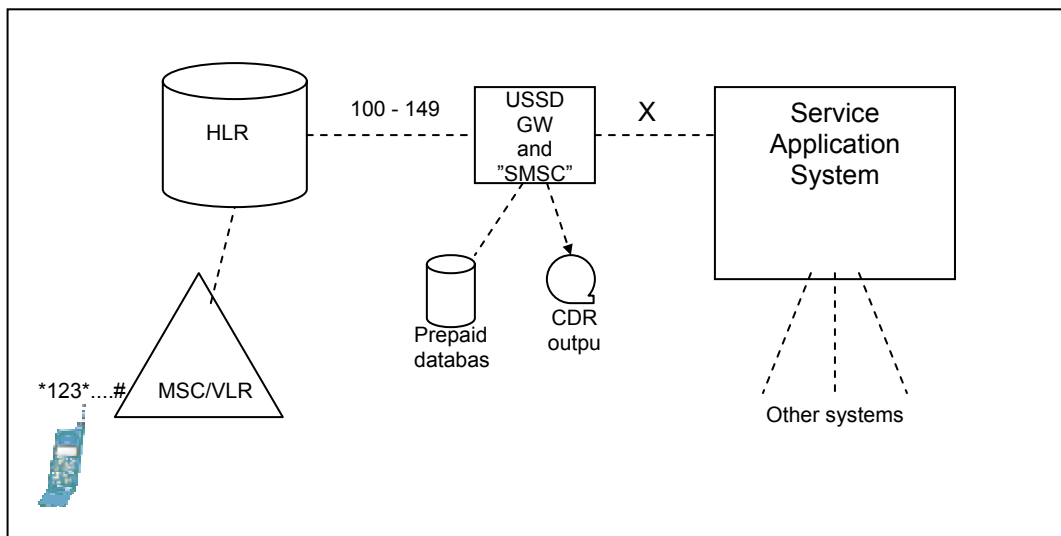 HLR
100 - 149
USSD
GW
and
"SMSC"
X
Service
Application
System
Prepaid
databas
CDR
outpu
*123*....#
MSC/VLR
Other systems